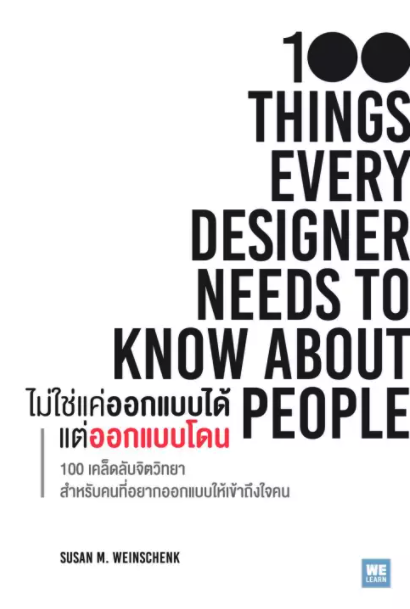 100
THINGS
EVERY
DESIGNER
NEEDS TO
KNOW ABOUT
PEOPLE
ไม่ใช่แค่ออกแบบได้
แต่ออกแบบโดน
100 เคล็ดลับจิตวิทยา
สำหรับคนที่อยากออกแบบให้เข้าถึงใจคน
SUSAN M. WEINSCHENK
WE
LEARN